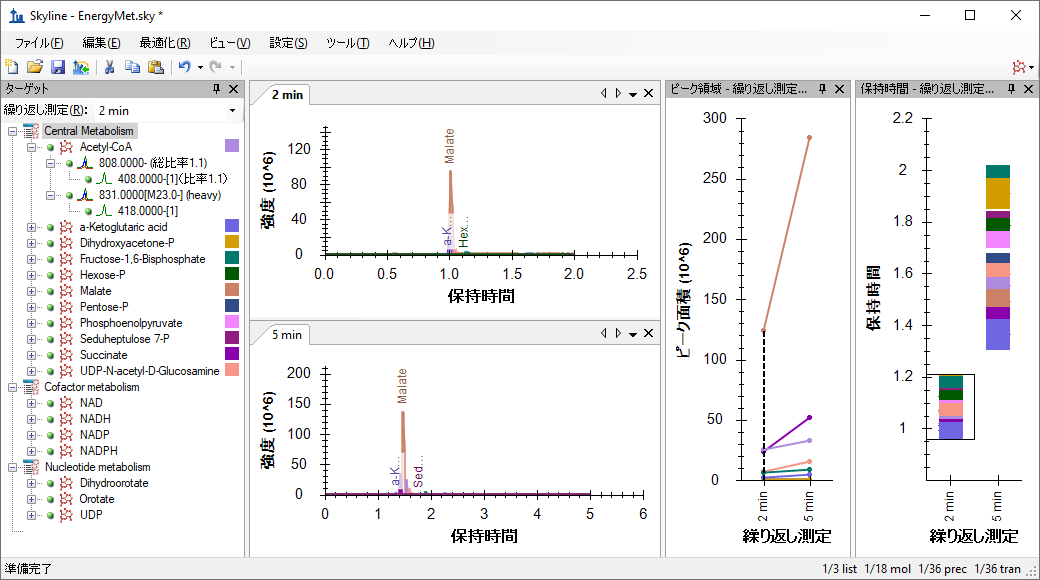 Skyline - EnergyMet.sky *
ファイル(F) 編集(E) 最適化(R) ビュー(V) 設定(S) ツール(T) ヘルプ(H)
ターゲット
繰り返し測定(R): 2 min
Central Metabolism
Acetyl-CoA
808.0000- (総比率1.1)
408.0000-[1](比率1.1)
831.0000[M23.0-] (heavy)
418.0000-[1]
a-Ketoglutaric acid
Dihydroxyacetone-P
Fructose-1,6-Bisphosphate
Hexose-P
Malate
Pentose-P
Phosphoenolpyruvate
Seduheptulose 7-P
Succinate
UDP-N-acetyl-D-Glucosamine
Cofactor metabolism
NAD
NADH
NADP
NADPH
Nucleotide metabolism
Dihydroorotate
Orotate
UDP
2 min
強度 (10^6)
120
80
40
0
Malate
a-K...
Hex...
0.0 0.5 1.0 1.5 2.0 2.5
保持時間
5 min
強度 (10^6)
200
150
100
50
0
Malate
a-K...
Sed...
0 1 2 3 4 5 6
保持時間
ピーク領域 - 繰り返し測定...
ピーク面積 (10^6)
300
250
200
150
100
50
0
2 min
5 min
繰り返し測定
保持時間 - 繰り返し測定...
保持時間
2.2
2
1.8
1.6
1.4
1.2
1
2 min
5 min
繰り返し測定
準備完了
1/3 list 1/18 mol 1/36 prec 1/36 tran